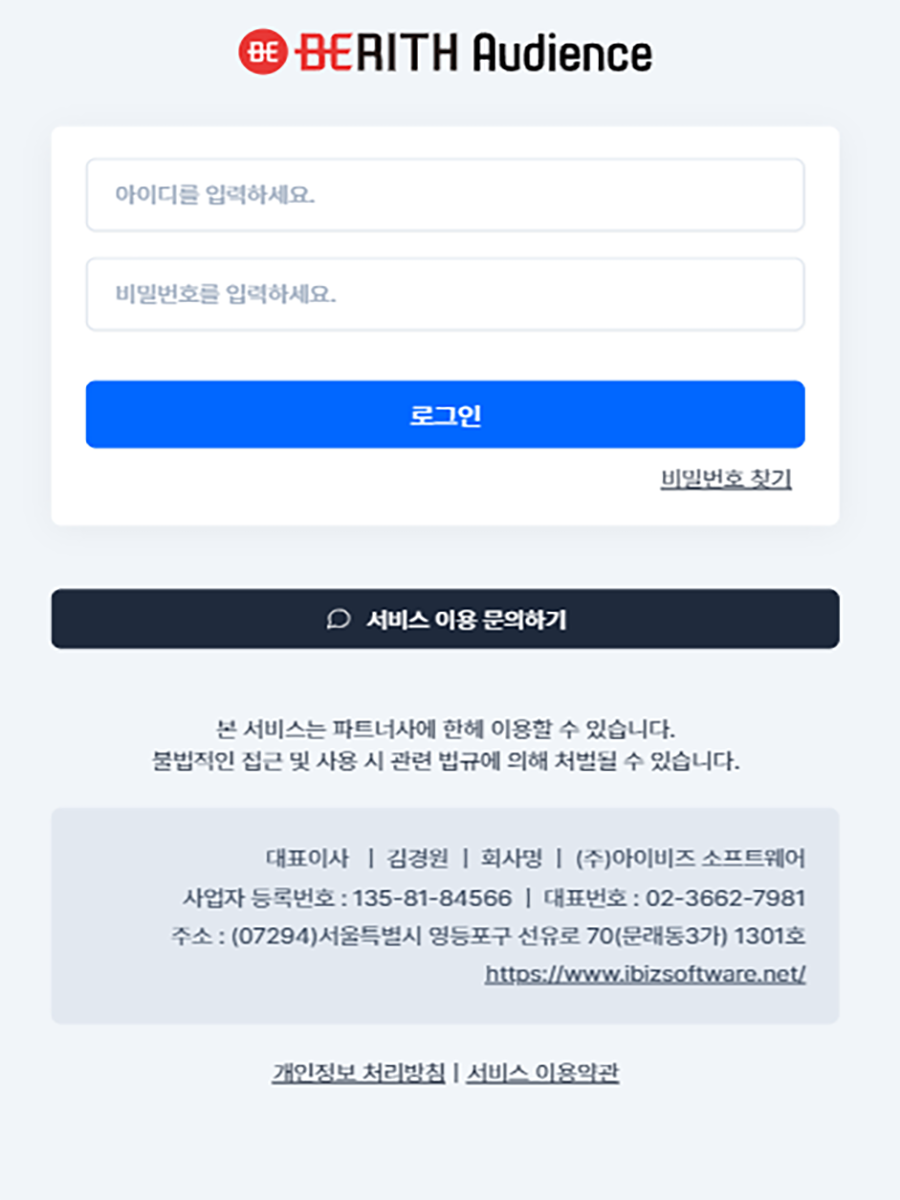 BE BERITH Audience
아이디를 입력하세요.
비밀번호를 입력하세요.
로그인
비밀번호 찾기
서비스 이용 문의하기
본 서비스는 파트너사에 한헤 이용할 수 있습니다.
불법적인 접근 및 사용 시 관련 법규에 의해 처벌될 수 있습니다.
대표이사 | 김경원 | 회사명 | (주)아이비즈 소프트웨어
사업자 등록번호 : 135-81-84566 | 대표번호 : 02-3662-7981
주소 : (07294)서울특별시 영등포구 선유로 70(문래동3가) 1301호
https://www.ibizsoftware.net/
개인정보 처리방침 | 서비스 이용약관